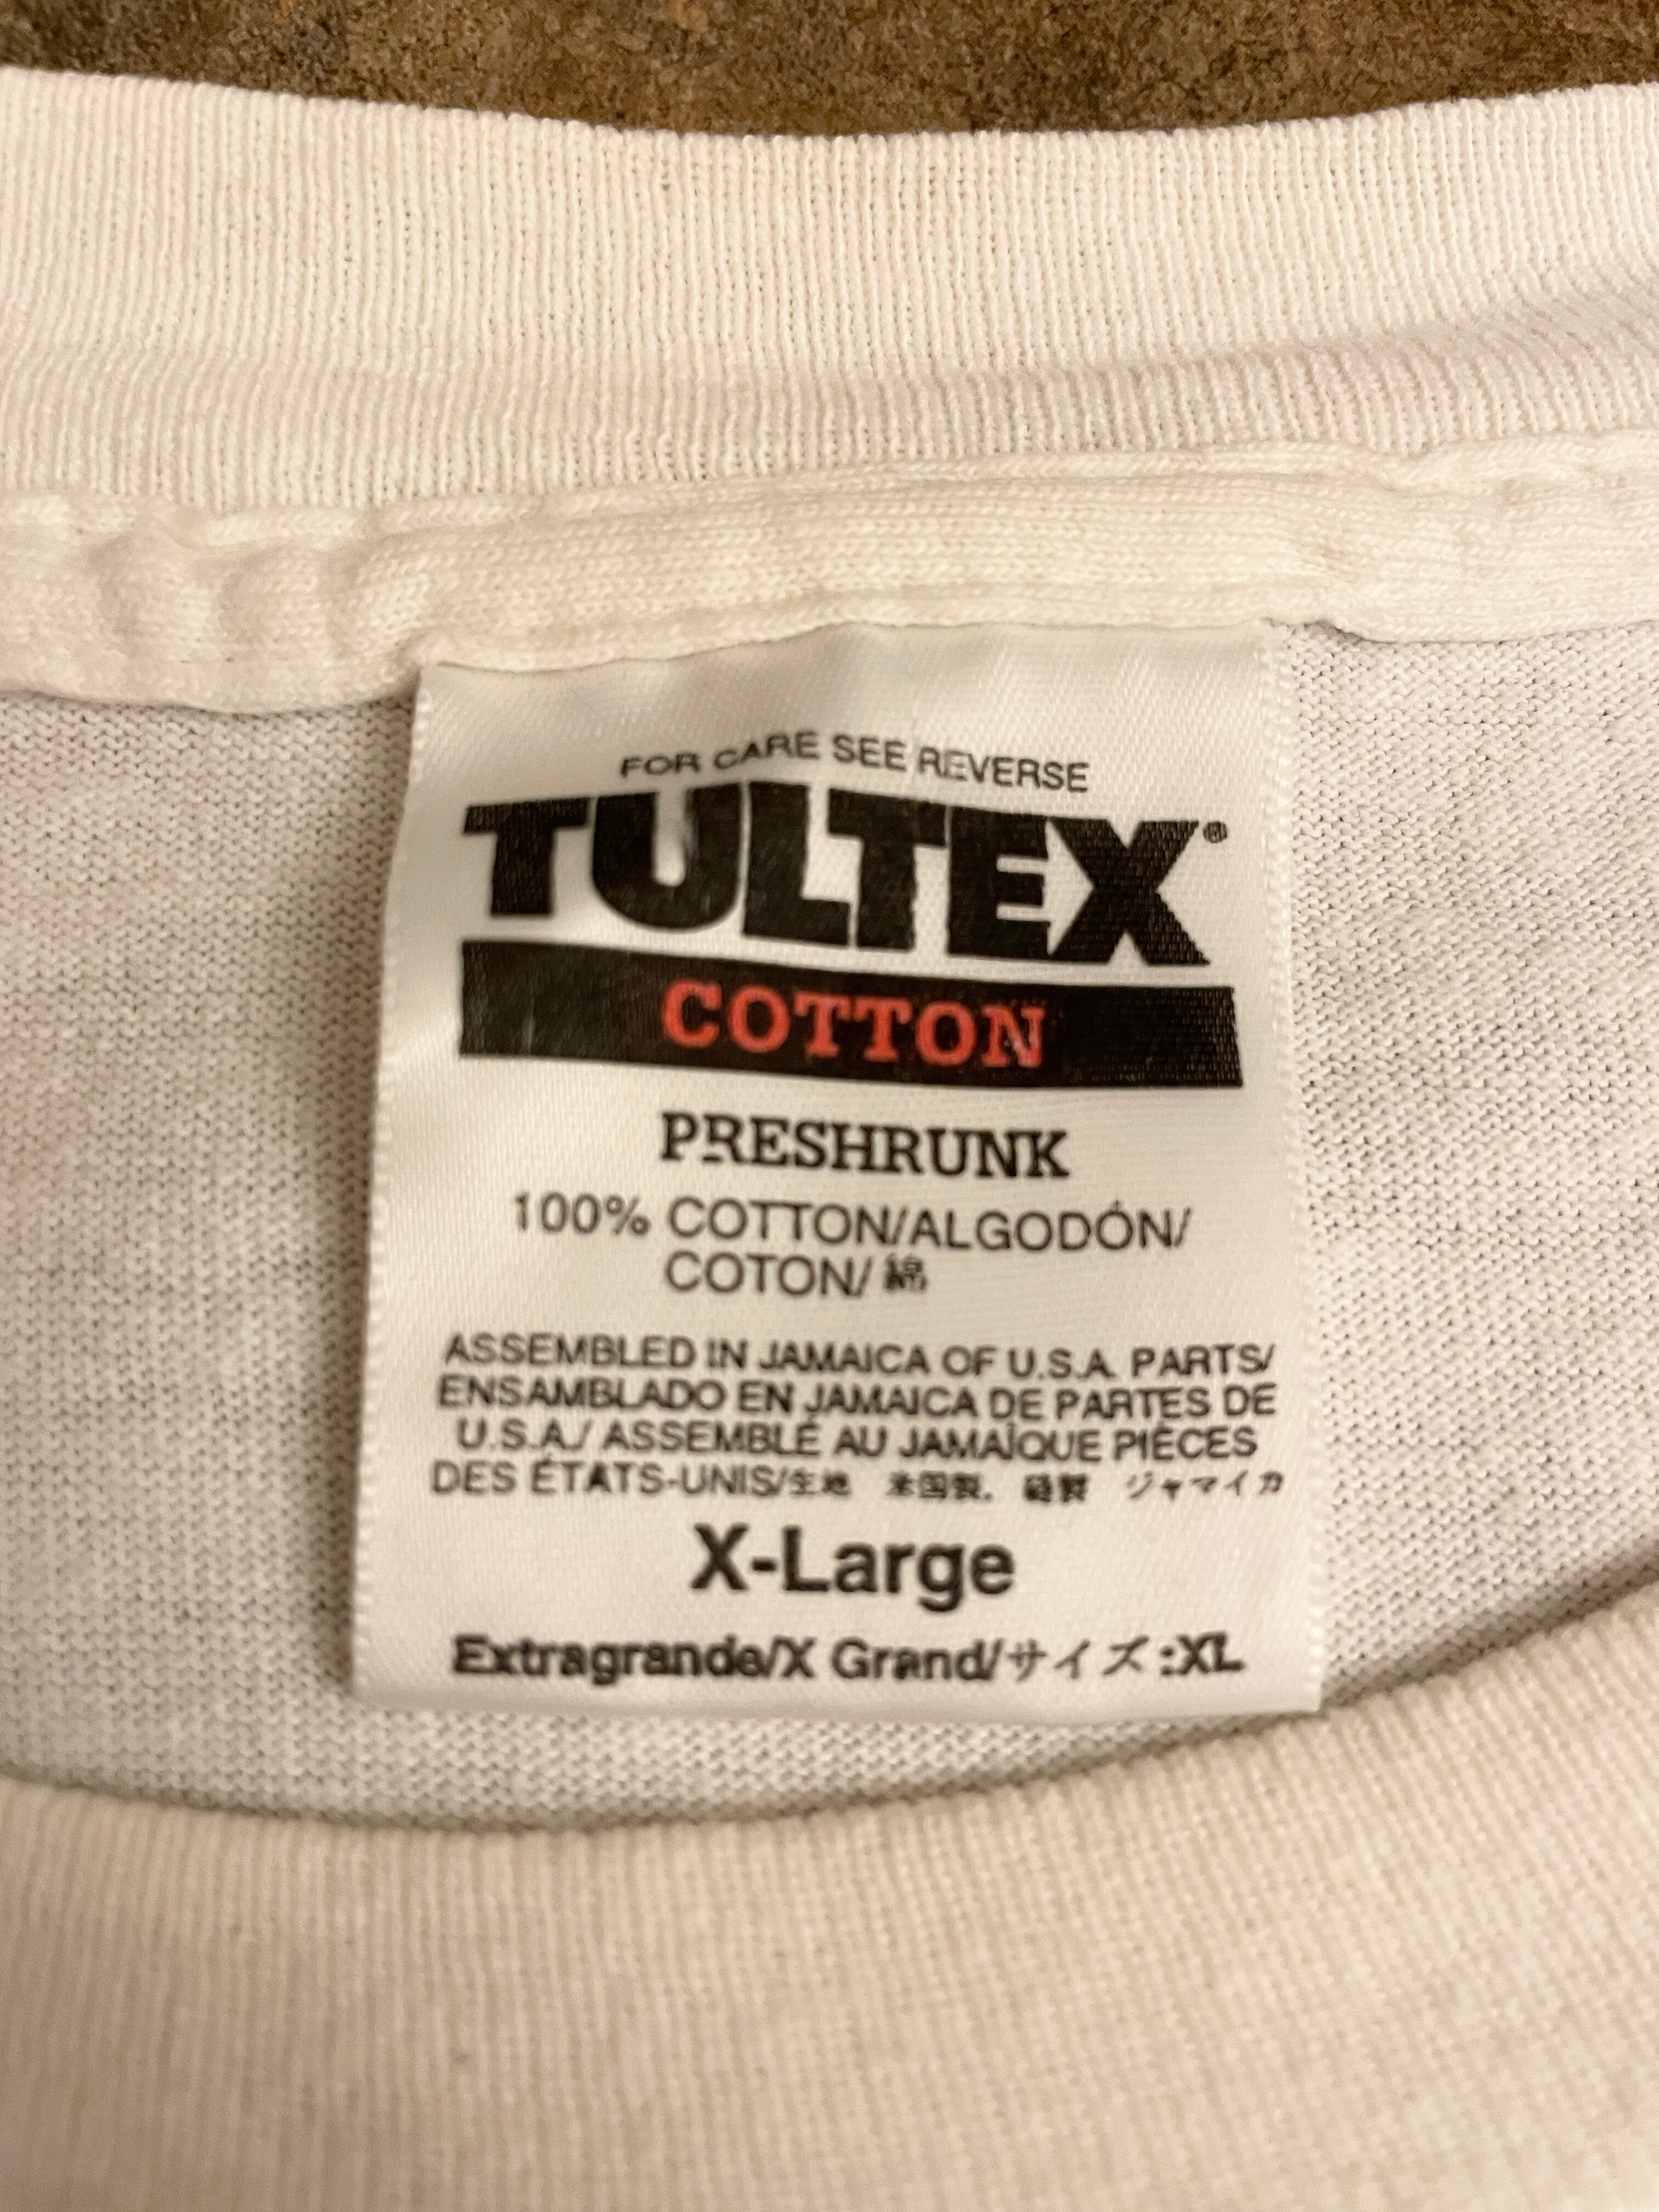 FOR CARE SEE REVERSE
TULTEX®
COTTON
PRESHRUNK
100% COTTON/ALGODÓN/
COTON/綿
ASSEMBLED IN JAMAICA OF U.S.A. PARTS/
ENSAMBLADO EN JAMAICA DE PARTES DE
U.S.A./ ASSEMBLÉ AU JAMAÏQUE PIÈCES
DES ÉTATS-UNIS/生地 米国製. 縫製 ジャマイカ
X-Large
Extragrande/X Grand/サイズ:XL